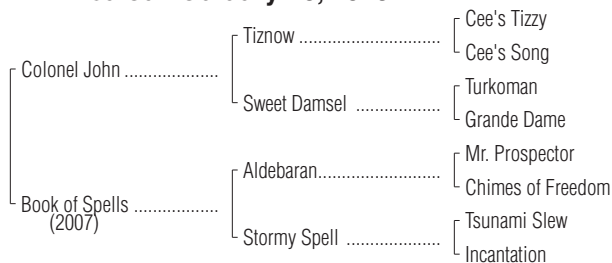 Colonel John ....................
Book of Spells ..................
(2007)
Tiznow ..................................
Sweet Damsel ...................
Aldebaran............................
Stormy Spell .....................
Cee's Tizzy
Cee's Song
Turkoman
Grande Dame
Mr. Prospector
Chimes of Freedom
Tsunami Slew
Incantation